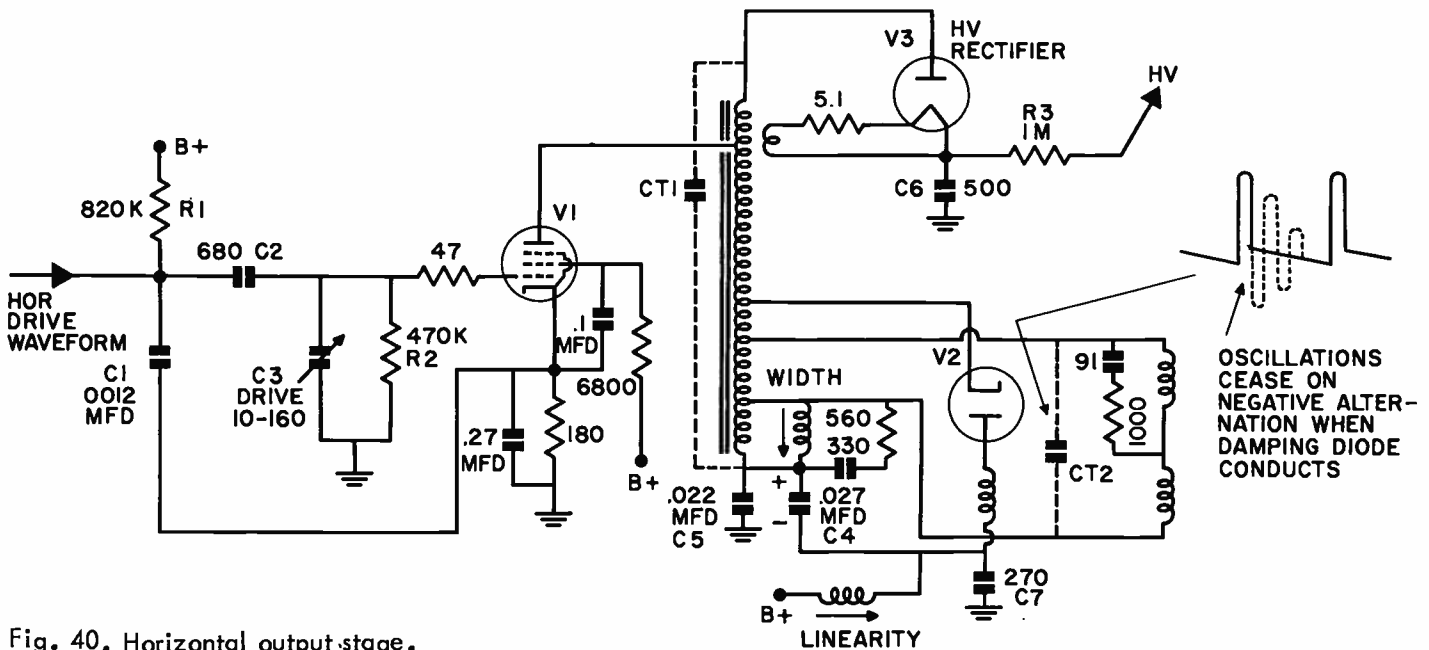 V3
HV
RECTIFIER
HV
5.1
R3
1M
B+
820K
R1
CT1
C6
500
V1
680 C2
47
HOR
DRIVE
WAVEFORM
.1
MFD
470K
R2
C3
DRIVE
10-160
C1
0012
MFD
6800
V2
91
1000
WIDTH
560
330
OSCILLATIONS
CEASE ON
NEGATIVE ALTER-
NATION WHEN
DAMPING DIODE
CONDUCTS
.27
MFD
180
B+
CT2
+
.022
MFD
C5
.027
MFD
-
C4
270
C7
B+
LINEARITY
Fig. 40. Horizontal output stage.